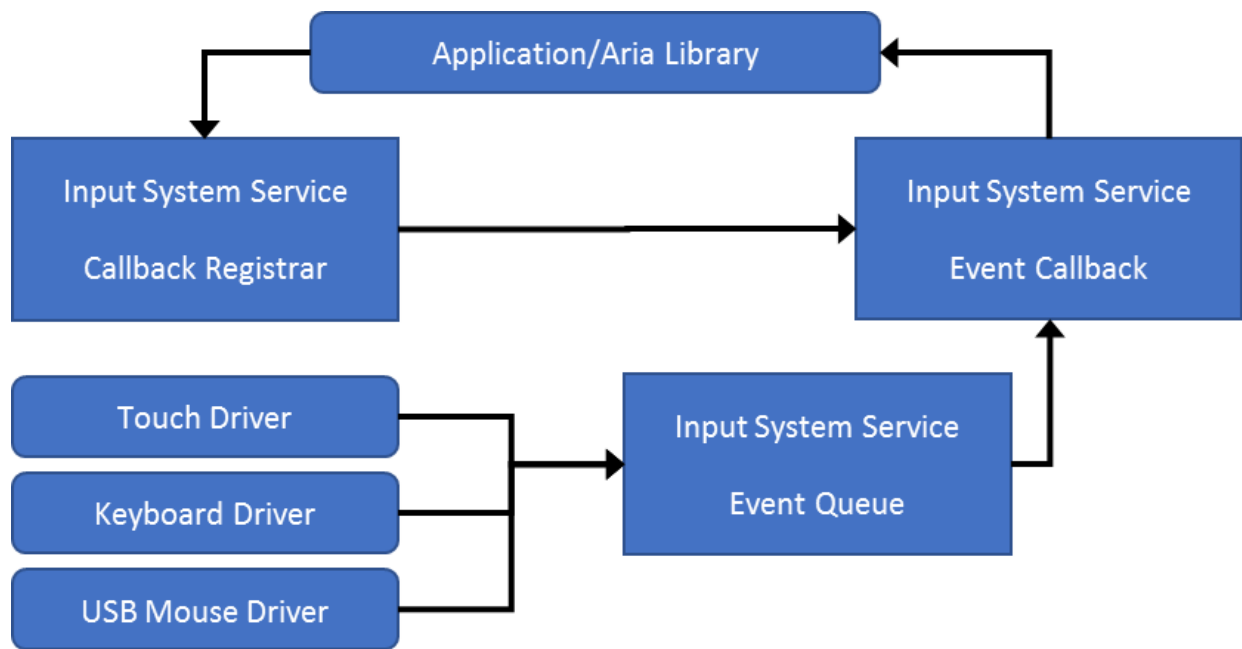 Application/Aria Library
Input System Service
Callback Registrar
Input System Service
Event Callback
Touch Driver
Keyboard Driver
USB Mouse Driver
Input System Service
Event Queue